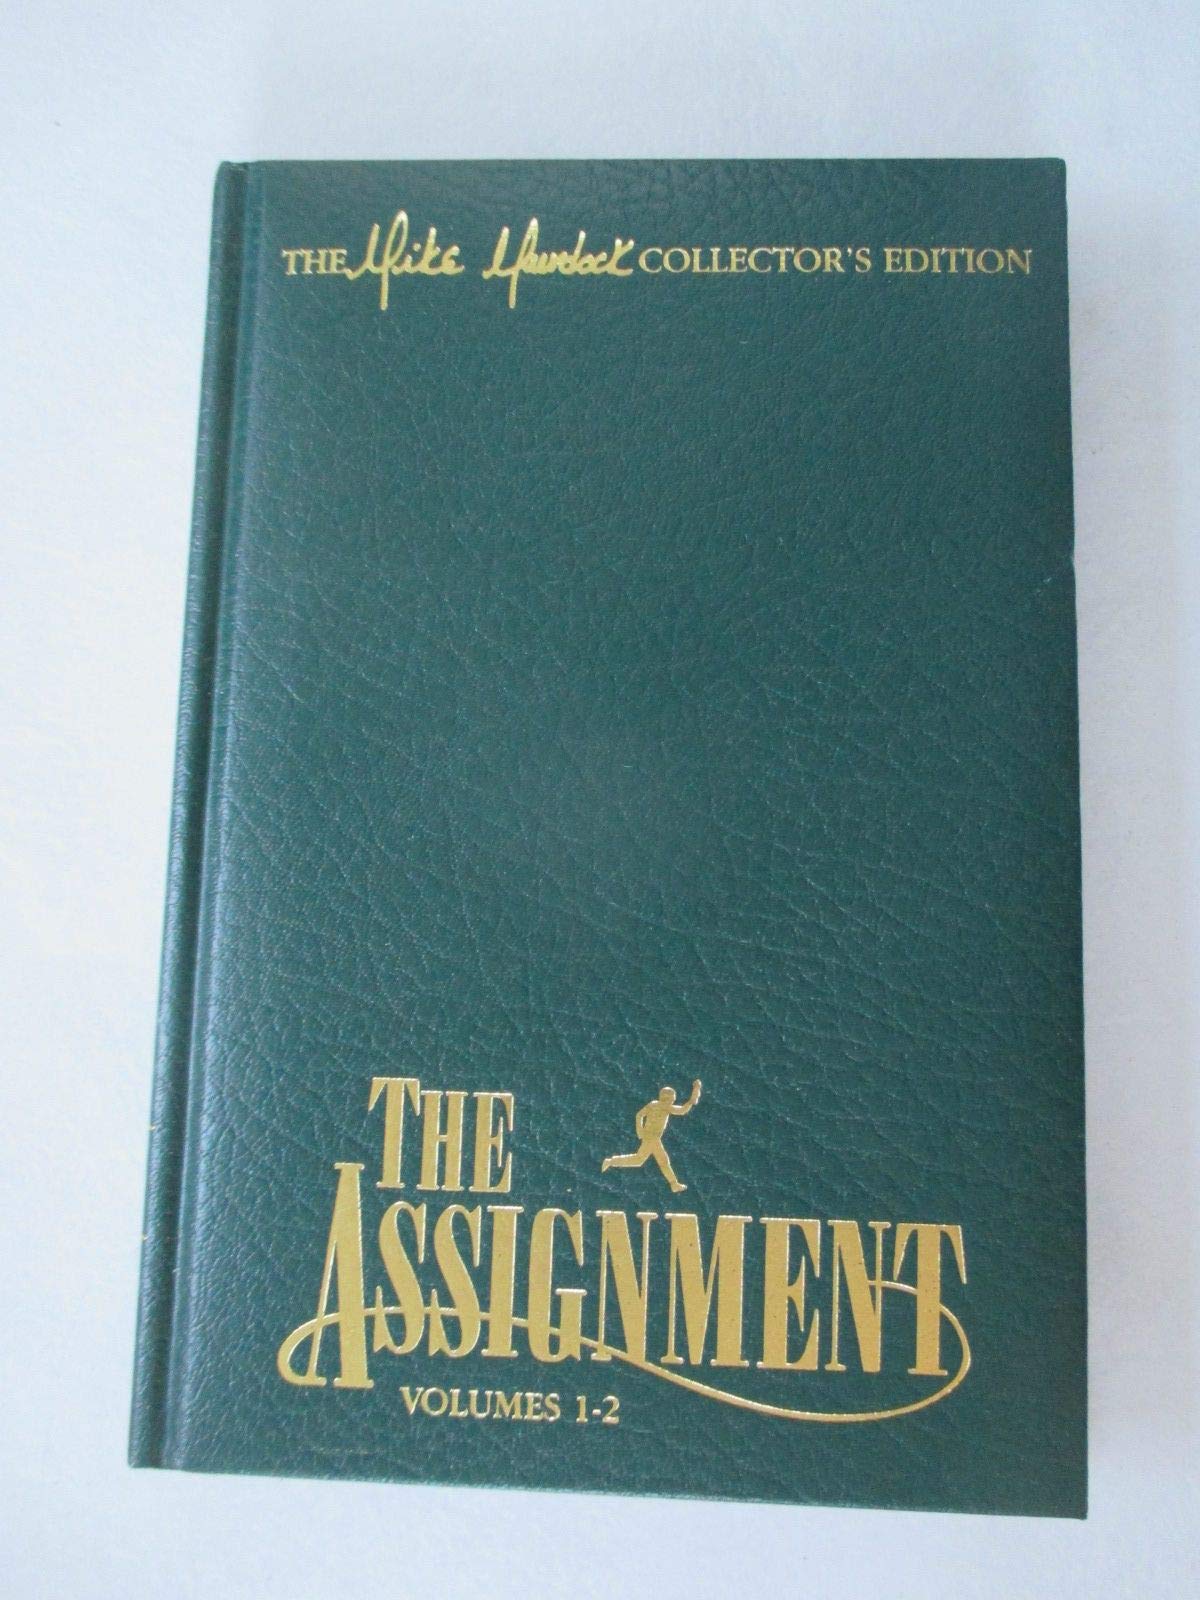 THE Mike Murdock COLLECTOR'S EDITION
THE
ASSIGNMENT
VOLUMES 1-2